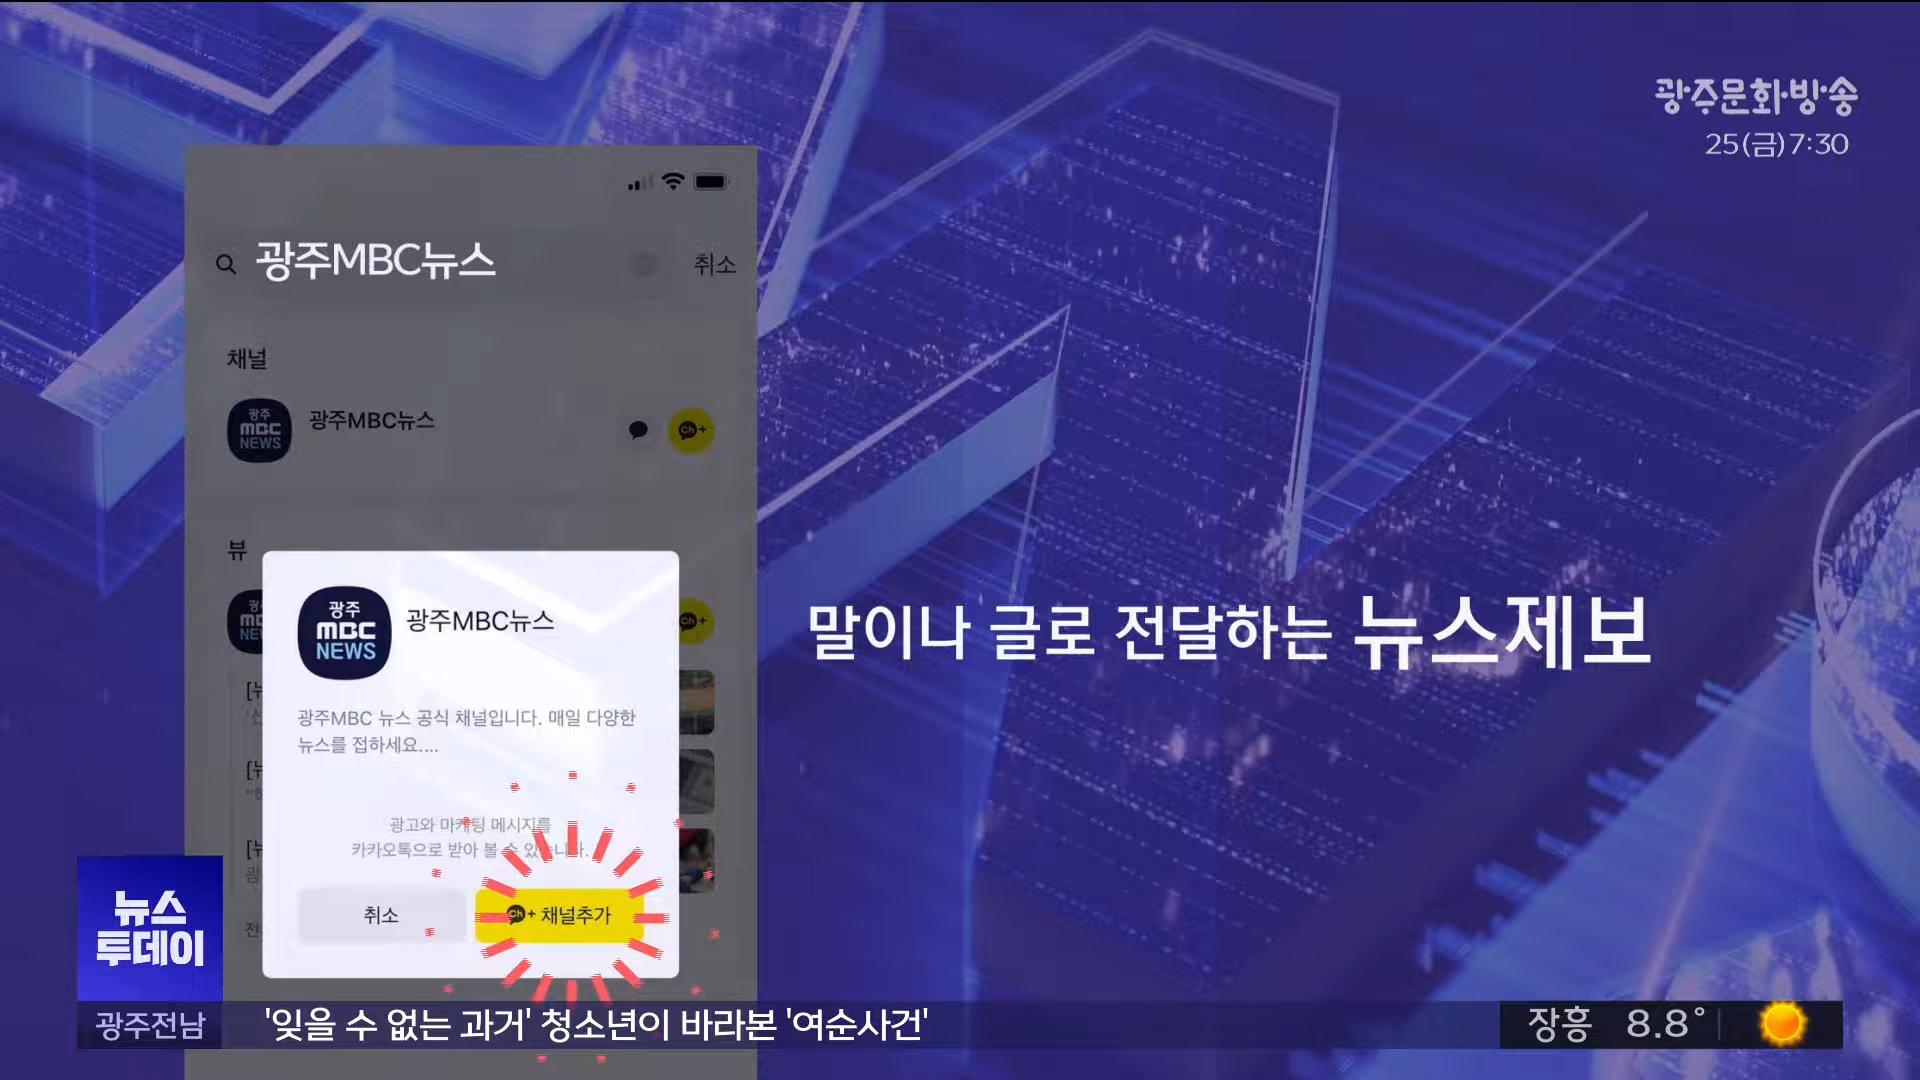 광주문화방송
25(금)7:30
광주MBC뉴스
취소
채널
광주
MBC
NEWS
광주MBC뉴스
Ch+
뷰
Ch+
광주
MBC
NEWS
광주MBC뉴스
광주MBC 뉴스 공식 채널입니다. 매일 다양한
뉴스를 접하세요....
광고와 마케팅 메시지를
카카오톡으로 받아 볼 수 있습니다.
취소
Ch+ 채널추가
말이나 글로 전달하는 뉴스제보
뉴스
투데이
광주전남
'잊을 수 없는 과거' 청소년이 바라본 '여순사건'
장흥 8.8°